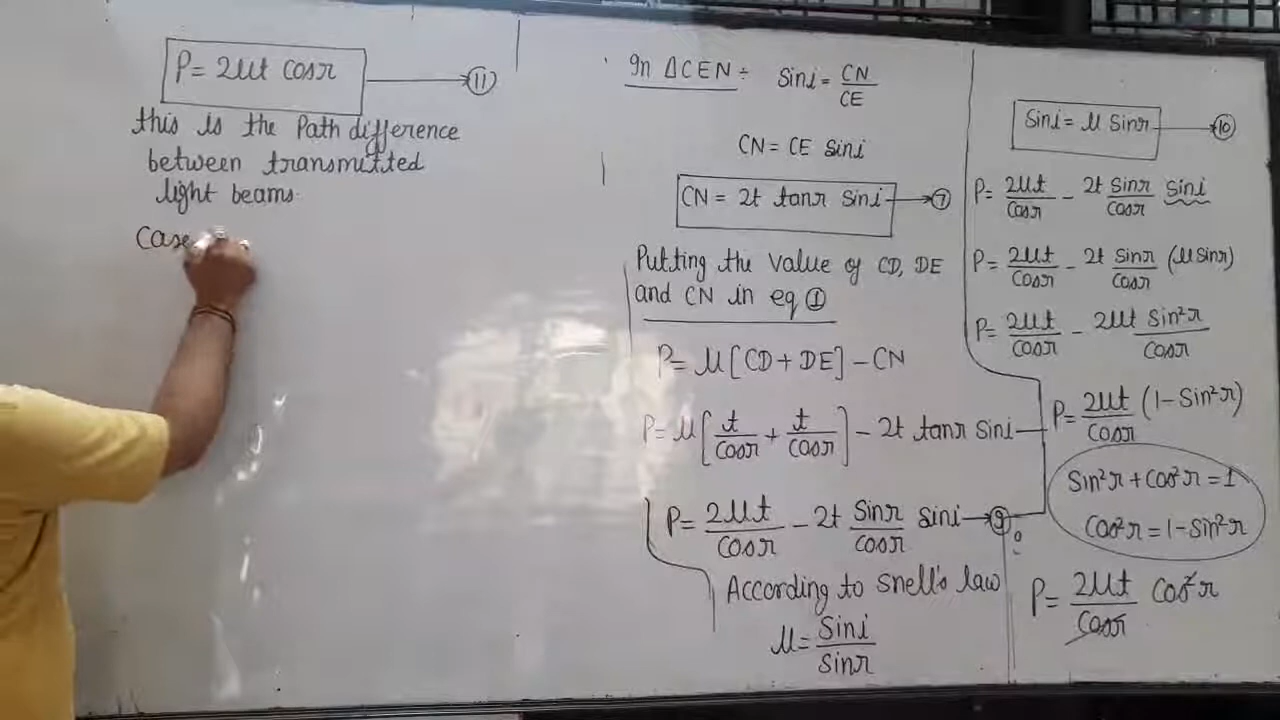 P = 2μt cosr → ⑪
this is the Path difference
between transmitted
light beams
Case
In ΔCEN ÷ Sini = CN/CE
CN = CE Sini
CN = 2t tanr Sini → ⑦
Putting the value of CD, DE
and CN in eq ①
P = μ[CD + DE] - CN
P = μ[t/cosr + t/cosr] - 2t tanr Sini
P = 2μt/cosr - 2t Sinr/cosr Sini → ⑨
According to Snell's law
μ = Sini/sinr
Sini = μ Sinr → ⑩
P = 2μt/cosr - 2t Sinr/cosr Sini
P = 2μt/cosr - 2t Sinr/cosr (μ Sinr)
P = 2μt/cosr - 2μt Sin²r/cosr
P = 2μt/cosr (1 - Sin²r)
Sin²r + Cos²r = 1
Cos²r = 1 - Sin²r
P = 2μt/cosr Cos²r